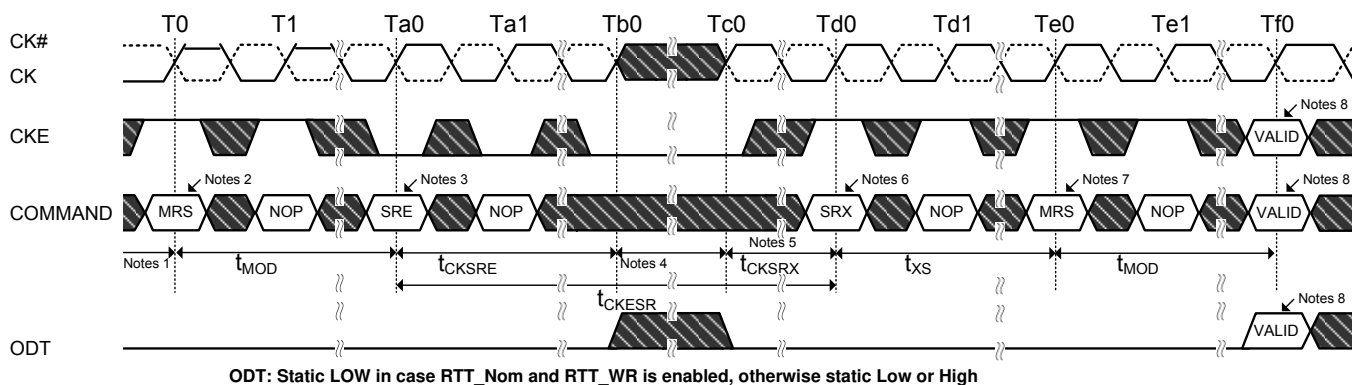 T0 T1 Ta0 Ta1 Tb0 Tc0 Td0 Td1 Te0 Te1 Tf0
CK#
CK
Notes 8
CKE VALID
Notes 2 Notes 3 Notes 6 Notes 7 Notes 8
COMMAND MRS NOP SRE NOP SRX NOP MRS NOP VALID
Notes 1 tMOD tCKSRE Notes 4 Notes 5 tCKSRX tXS tMOD
tCKESR
Notes 8
ODT VALID
ODT: Static LOW in case RTT_Nom and RTT_WR is enabled, otherwise static Low or High